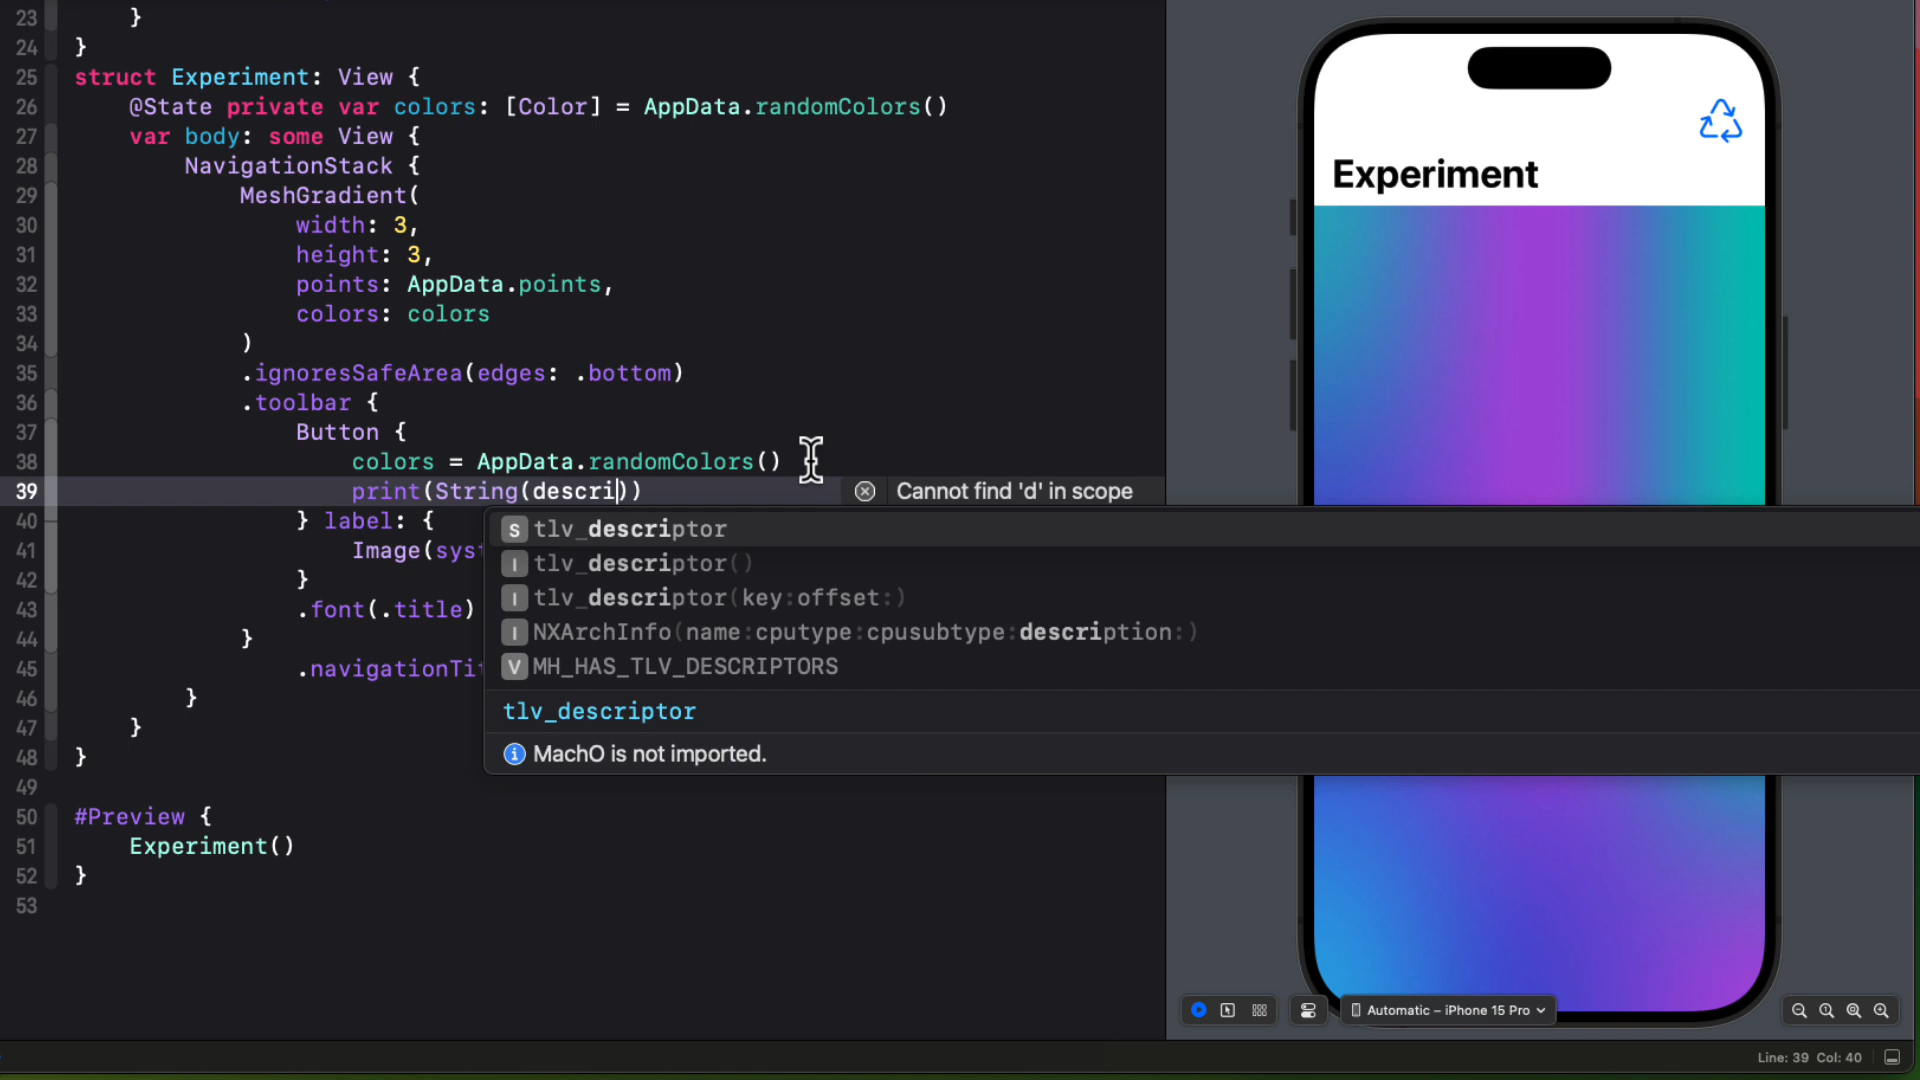 23 }
24 }
25 struct Experiment: View {
26 @State private var colors: [Color] = AppData.randomColors()
27 var body: some View {
28 NavigationStack {
29 MeshGradient(
30 width: 3,
31 height: 3,
32 points: AppData.points,
33 colors: colors
34 )
35 .ignoresSafeArea(edges: .bottom)
36 .toolbar {
37 Button {
38 colors = AppData.randomColors()
39 print(String(descri)) Cannot find 'd' in scope
40 } label: {
41 Image(syst
42 }
43 .font(.title)
44 }
45 .navigationTit
46 }
47 }
48 }
49
50 #Preview {
51 Experiment()
52 }
53
S tlv_descriptor
I tlv_descriptor()
I tlv_descriptor(key:offset:)
I NXArchInfo(name:cputype:cpusubtype:description:)
V MH_HAS_TLV_DESCRIPTORS
tlv_descriptor
MachO is not imported.
Experiment
Automatic – iPhone 15 Pro
Line: 39 Col: 40